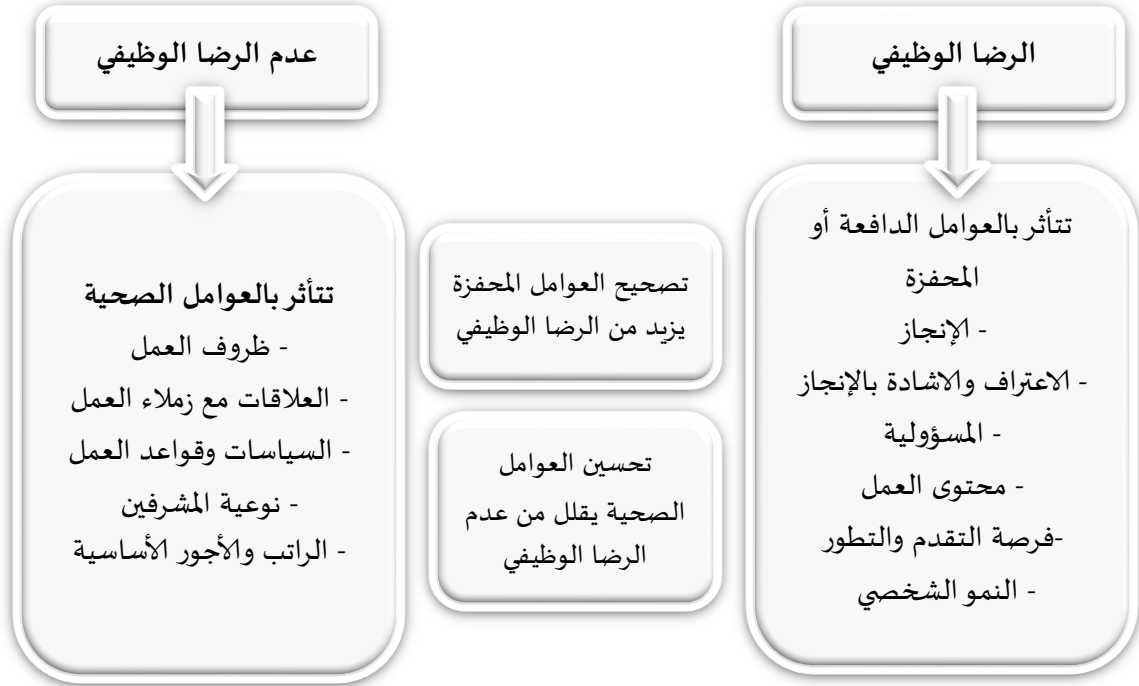 الرضا الوظيفي
تتأثر بالعوامل الدافعة أو
المحفزة
- الإنجاز
- الاعتراف والاشادة بالإنجاز
- المسؤولية
- محتوى العمل
-فرصة التقدم والتطور
- النمو الشخصي
تصحيح العوامل المحفزة
يزيد من الرضا الوظيفي
تحسين العوامل
الصحية يقلل من عدم
الرضا الوظيفي
عدم الرضا الوظيفي
تتأثر بالعوامل الصحية
- ظروف العمل
- العلاقات مع زملاء العمل
- السياسات وقواعد العمل
- نوعية المشرفين
- الراتب والأجور الأساسية